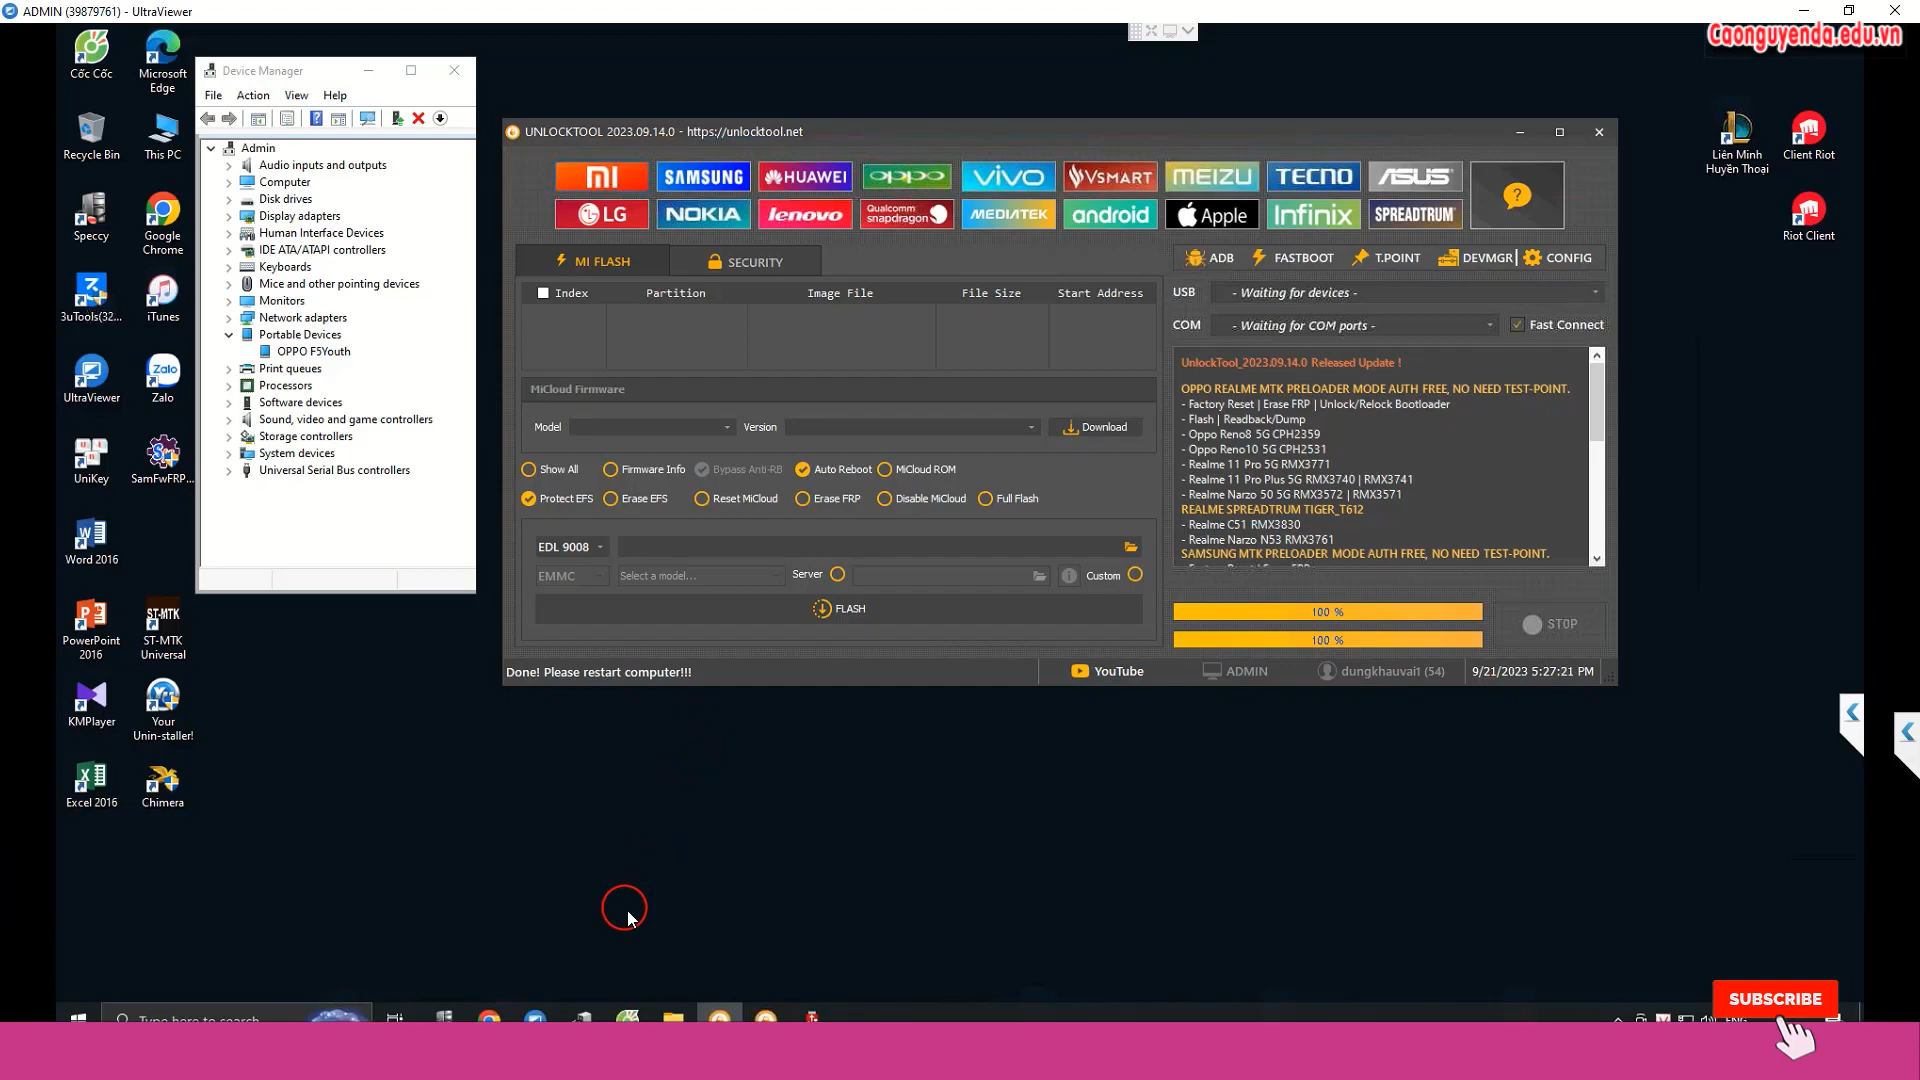 ADMIN (39879761) - UltraViewer
Caonguyenda.edu.vn
Cốc Cốc
Microsoft
Edge
Recycle Bin
This PC
Speccy
Google
Chrome
3uTools(32...
iTunes
UltraViewer
Zalo
UniKey
SamFwFRP...
Word 2016
PowerPoint
2016
ST-MTK
ST-MTK
Universal
KMPlayer
Your
Unin-staller!
Excel 2016
Chimera
Liên Minh
Huyền Thoại
Client Riot
Riot Client
Device Manager
File Action View Help
Admin
Audio inputs and outputs
Computer
Disk drives
Display adapters
Human Interface Devices
IDE ATA/ATAPI controllers
Keyboards
Mice and other pointing devices
Monitors
Network adapters
Portable Devices
OPPO F5Youth
Print queues
Processors
Software devices
Sound, video and game controllers
Storage controllers
System devices
Universal Serial Bus controllers
UNLOCKTOOL 2023.09.14.0 - https://unlocktool.net
MI SAMSUNG HUAWEI OPPO VIVO VSMART MEIZU TECNO ASUS
LG NOKIA lenovo Qualcomm snapdragon MEDIATEK android Apple Infinix SPREADTRUM
MI FLASH SECURITY
Index Partition Image File File Size Start Address
MiCloud Firmware
Model Version Download
Show All Firmware Info Bypass Anti-RB Auto Reboot MiCloud ROM
Protect EFS Erase EFS Reset MiCloud Erase FRP Disable MiCloud Full Flash
EDL 9008
EMMC Select a model... Server Custom
FLASH
ADB FASTBOOT T.POINT DEVMGR CONFIG
USB - Waiting for devices -
COM - Waiting for COM ports - Fast Connect
UnlockTool_2023.09.14.0 Released Update !
OPPO REALME MTK PRELOADER MODE AUTH FREE, NO NEED TEST-POINT.
- Factory Reset | Erase FRP | Unlock/Relock Bootloader
- Flash | Readback/Dump
- Oppo Reno8 5G CPH2359
- Oppo Reno10 5G CPH2531
- Realme 11 Pro 5G RMX3771
- Realme 11 Pro Plus 5G RMX3740 | RMX3741
- Realme Narzo 50 5G RMX3572 | RMX3571
REALME SPREADTRUM TIGER_T612
- Realme C51 RMX3830
- Realme Narzo N53 RMX3761
SAMSUNG MTK PRELOADER MODE AUTH FREE, NO NEED TEST-POINT.
100 %
100 %
STOP
Done! Please restart computer!!!
YouTube ADMIN dungkhauvai1 (54) 9/21/2023 5:27:21 PM
SUBSCRIBE
Type here to search